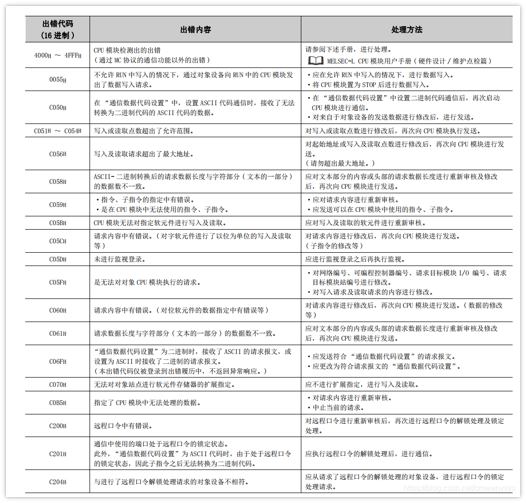 出错代码
(16 进制)
出错内容
处理方法
4000H ～ 4FFFH
CPU 模块检测出的出错
(通过 MC 协议的通信功能以外的出错)
请参阅下述手册，进行处理。
MELSEC-L CPU 模块用户手册(硬件设计 / 维护点检篇)
0055H
不允许 RUN 中写入的情况下，通过对象设备向 RUN 中的 CPU 模块发
出了数据写入请求。
・应在允许 RUN 中写入的情况下，进行数据写入。
・将 CPU 模块置为 STOP 后进行数据写入。
C050H
在“通信数据代码设置”中，设置 ASCII 代码通信时，接收了无法
转换为二进制代码的 ASCII 代码的数据。
・在“通信数据代码设置”中设置二进制代码通信后，再次启动
CPU 模块进行通信。
・对来自于对象设备的发送数据进行修改后，进行发送。
C051H ～ C054H
写入或读取点数超出了允许范围。
对写入或读取点数进行修改后，再次向 CPU 模块执行发送。
C056H
写入及读取请求超出了最大地址。
对起始地址或写入及读取点数进行修改后，再次向 CPU 模块进行发
送。
(请勿超出最大地址。)
C058H
ASCII-二进制转换后的请求数据长度与字符部分(文本的一部分)
的数据数不一致。
应对文本部分的内容或头部的请求数据长度进行重新审核及修改
后，再次向 CPU 模块进行发送。
C059H
・指令、子指令的指定中有错误。
・是在 CPU 模块中无法使用的指令、子指令。
・应对请求内容进行重新审核。
・应发送可以在 CPU 模块中使用的指令、子指令。
C05BH
CPU 模块无法对指定软元件进行写入及读取。
应对写入及读取的软元件进行重新审核。
C05CH
请求内容中有错误。(对字软元件进行了以位为单位的写入及读取
等)
对请求内容进行修改后，再次向 CPU 模块进行发送。
(子指令的修改等)
C05DH
未进行监视登录。
应进行监视登录之后再执行监视。
C05FH
是无法对对象 CPU 模块执行的请求。
・对网络编号、可编程控制器编号、请求目标模块 I/O 编号、请求
目标模块站编号进行修改。
・对写入请求及读取请求的内容进行修改。
C060H
请求内容中有错误。(对位软元件的数据指定中有错误等)
对请求内容进行修改后，再次向 CPU 模块进行发送。(数据的修改
等)
C061H
请求数据长度与字符部分(文本的一部分)的数据数不一致。
应对文本部分的内容或头部的请求数据长度进行重新审核及修改
后，再次向 CPU 模块进行发送。
C06FH
“通信数据代码设置”为二进制时，接收了 ASCII 的请求报文，或
设置为 ASCII 时接收了二进制的请求报文。
(本出错代码仅被登录到出错履历中，不返回异常响应。)
・应发送符合“通信数据代码设置”的请求报文。
・应更改为符合请求报文的“通信数据代码设置”。
C070H
无法对对象站点进行软元件存储器的扩展指定。
应不进行扩展指定，进行写入及读取。
C0B5H
指定了 CPU 模块中无法处理的数据。
・对请求内容进行重新审核。
・中止当前的请求。
C200H
远程口令中有错误。
对远程口令进行重新审核后，再次进行远程口令的解锁处理及锁定
处理。
C201H
通信中使用的端口处于远程口令的锁定状态。
此外，“通信数据代码设置”为 ASCII 代码时，由于处于远程口令
的锁定状态，因此子指令之后无法转换为二进制代码。
应执行远程口令的解锁处理后，进行通信。
C204H
与进行了远程口令解锁处理请求的对象设备不相符。
应从请求了远程口令的解锁处理的对象设备，进行远程口令的锁定
处理请求。